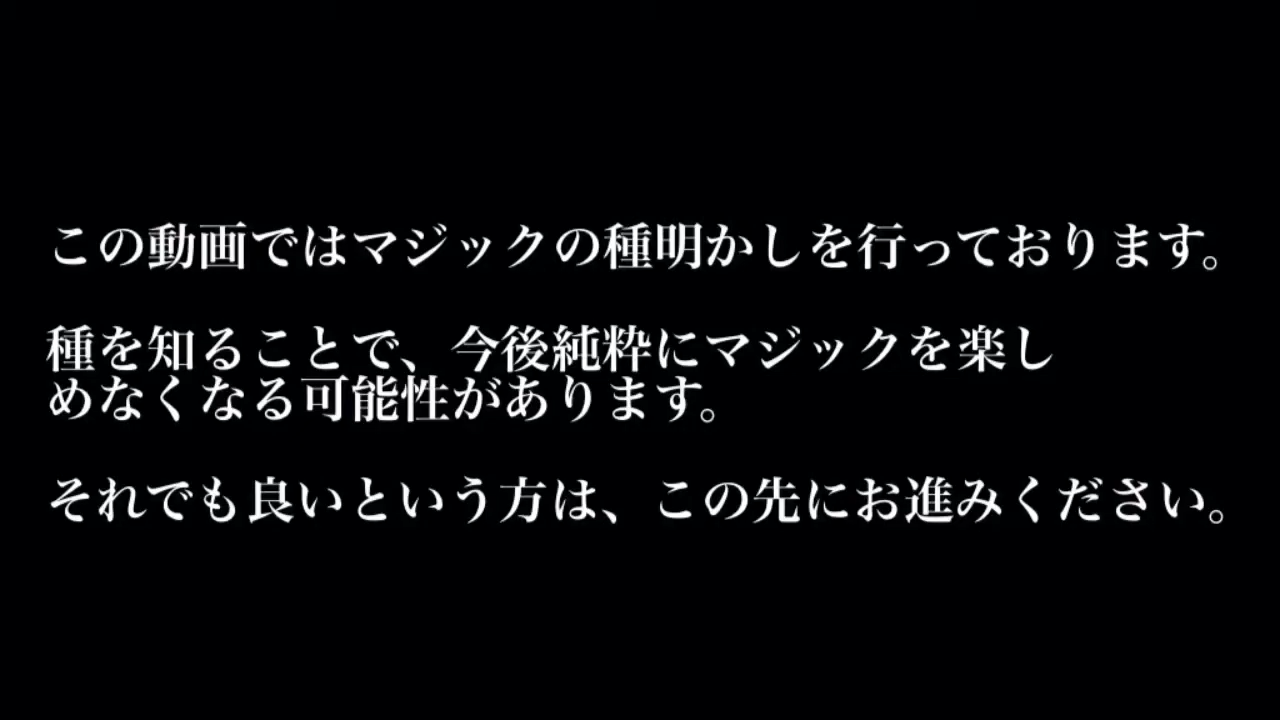 この動画ではマジックの種明かしを行っております。
種を知ることで、今後純粋にマジックを楽し
めなくなる可能性があります。
それでも良いという方は、この先にお進みください。